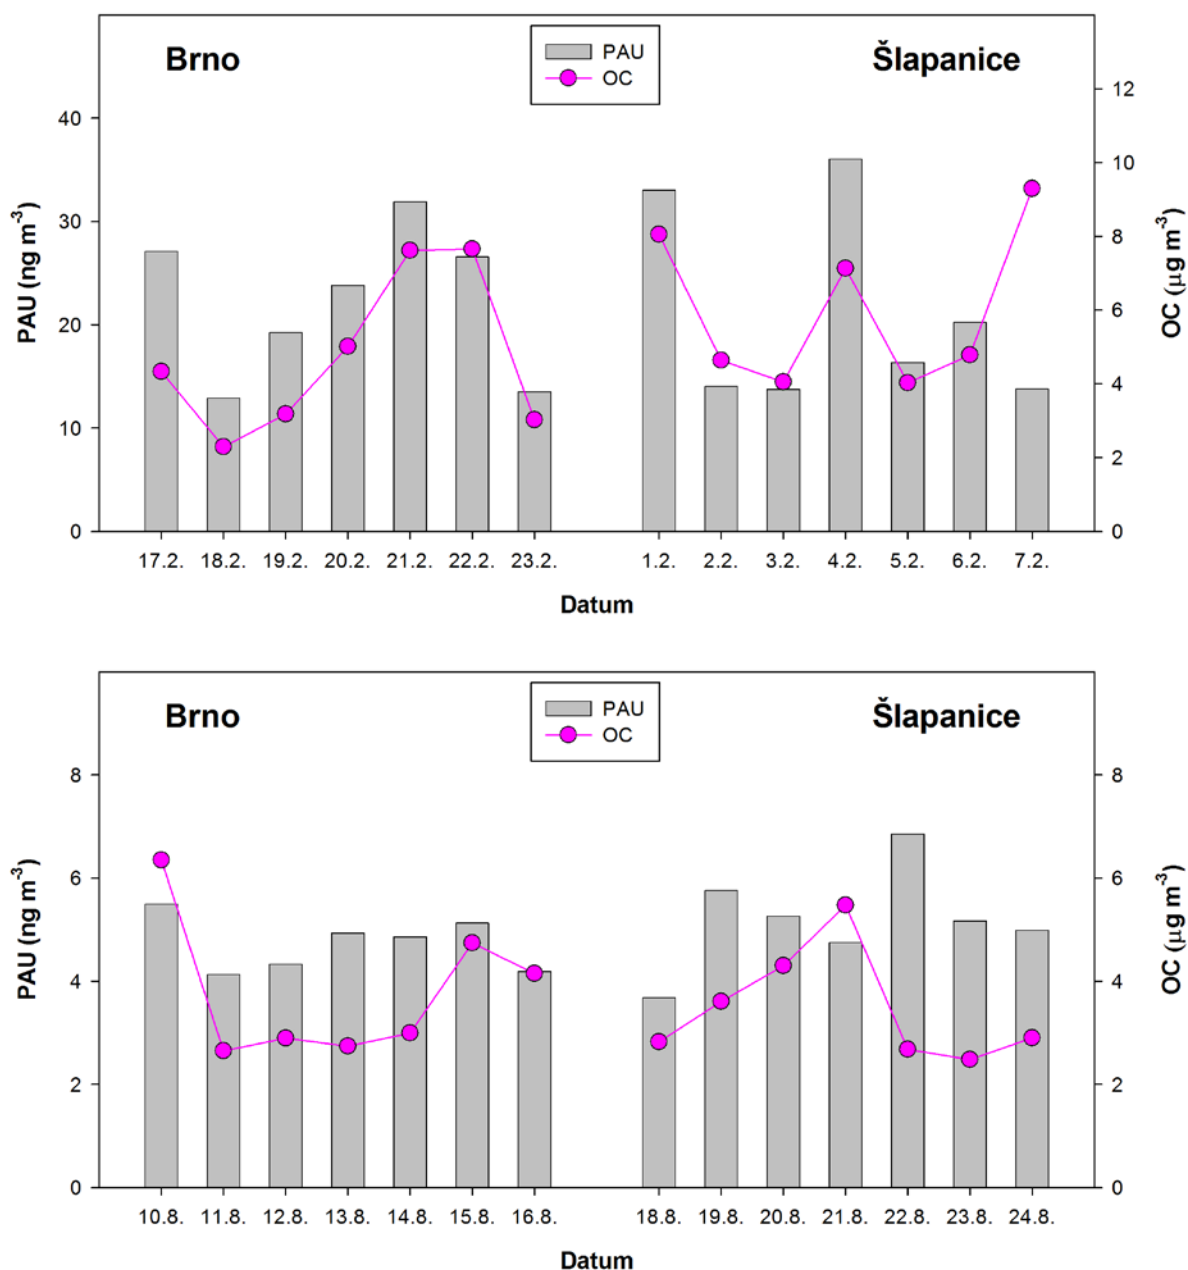 Brno
Šlapanice
PAU
OC
40
30
20
10
0
PAU (ng m-3)
12
10
8
6
4
2
0
OC (µg m-3)
17.2. 18.2. 19.2. 20.2. 21.2. 22.2. 23.2. 1.2. 2.2. 3.2. 4.2. 5.2. 6.2. 7.2.
Datum
Brno
Šlapanice
PAU
OC
8
6
4
2
0
PAU (ng m-3)
8
6
4
2
0
OC (µg m-3)
10.8. 11.8. 12.8. 13.8. 14.8. 15.8. 16.8. 18.8. 19.8. 20.8. 21.8. 22.8. 23.8. 24.8.
Datum